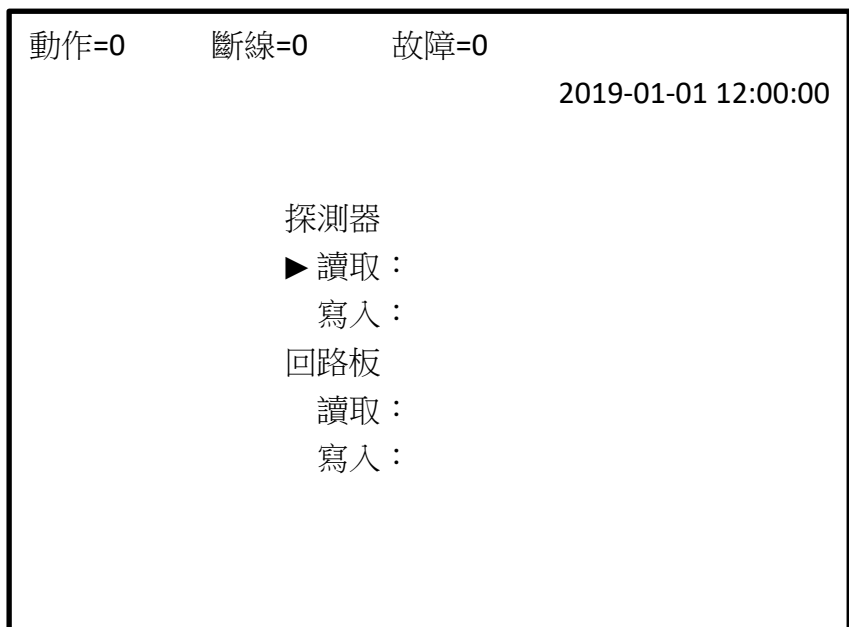 動作=0 斷線=0 故障=0
2019-01-01 12:00:00
探測器
►讀取：
寫入：
回路板
讀取：
寫入：